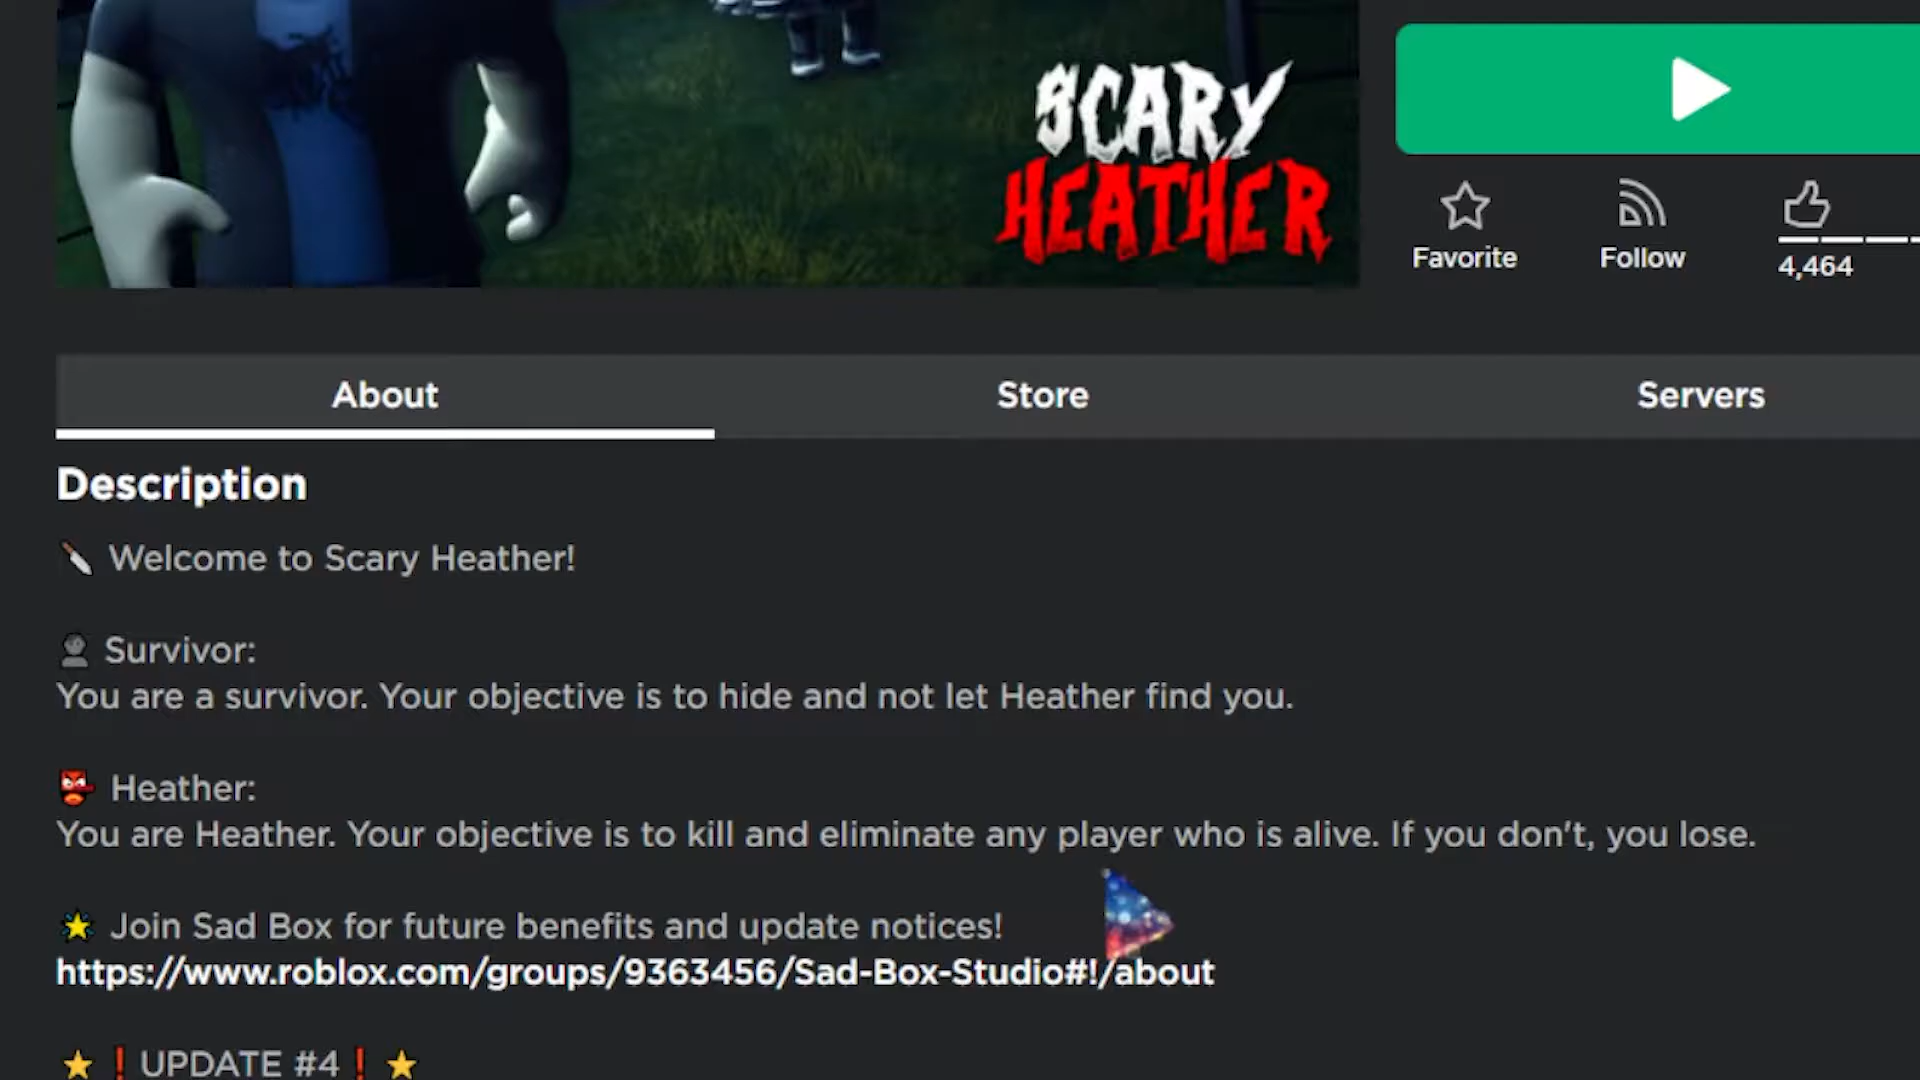 SCARY
HEATHER
Favorite
Follow
4,464
About
Store
Servers
Description
🔪 Welcome to Scary Heather!
👤 Survivor:
You are a survivor. Your objective is to hide and not let Heather find you.
👺 Heather:
You are Heather. Your objective is to kill and eliminate any player who is alive. If you don't, you lose.
🌟 Join Sad Box for future benefits and update notices!
https://www.roblox.com/groups/9363456/Sad-Box-Studio#!/about
⭐❗UPDATE #4❗⭐